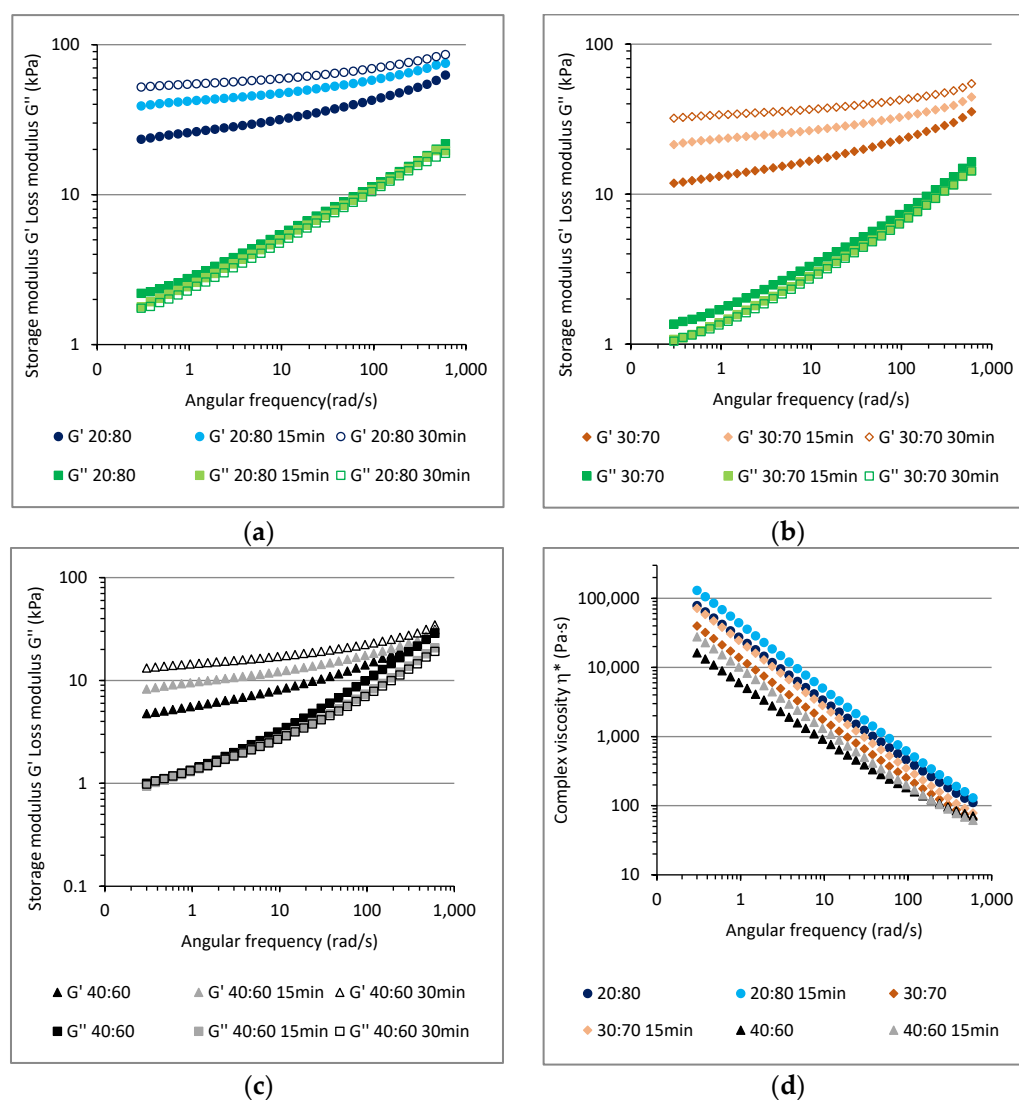 Storage modulus G' Loss modulus G'' (kPa)
100
10
1
0 1 10 100 1,000
Angular frequency(rad/s)
G' 20:80 G' 20:80 15min G' 20:80 30min
G'' 20:80 G'' 20:80 15min G'' 20:80 30min
(a)
Storage modulus G' Loss modulus G'' (kPa)
100
10
1
0 1 10 100 1,000
Angular frequency (rad/s)
G' 30:70 G' 30:70 15min G' 30:70 30min
G'' 30:70 G'' 30:70 15min G'' 30:70 30min
(b)
Storage modulus G' Loss modulus G'' (kPa)
100
10
1
0.1
0 1 10 100 1,000
Angular frequency (rad/s)
G' 40:60 G' 40:60 15min G' 40:60 30min
G'' 40:60 G'' 40:60 15min G'' 40:60 30min
(c)
Complex viscosity η* (Pa·s)
100,000
10,000
1,000
100
10
0 1 10 100 1,000
Angular frequency (rad/s)
20:80 20:80 15min 30:70
30:70 15min 40:60 40:60 15min
(d)